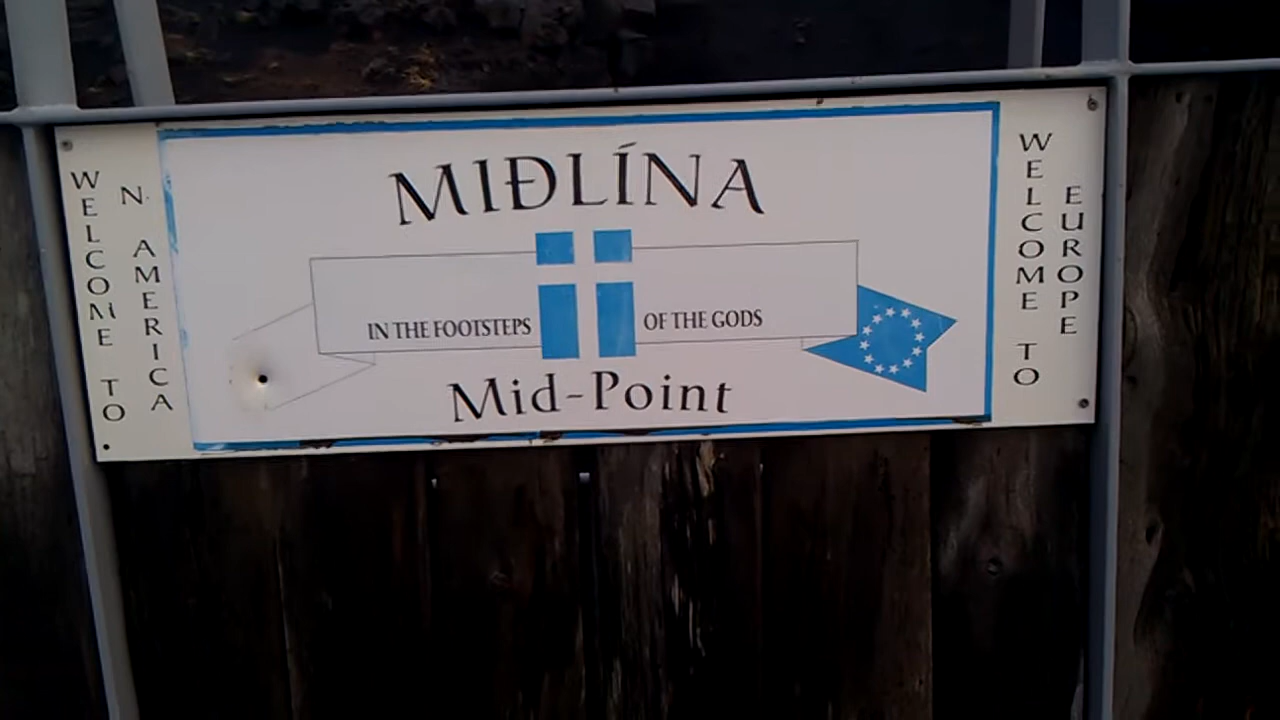 WELCOME TO
N. AMERICA
MIÐLÍNA
IN THE FOOTSTEPS OF THE GODS
Mid-Point
WELCOME TO
EUROPE